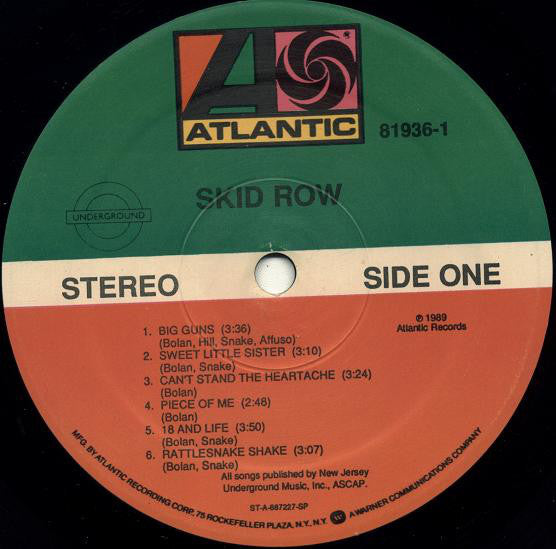 ATLANTIC
81936-1
SKID ROW
UNDERGROUND
STEREO
SIDE ONE
℗ 1989
Atlantic Records
1. BIG GUNS (3:36)
(Bolan, Hill, Snake, Affuso)
2. SWEET LITTLE SISTER (3:10)
(Bolan, Snake)
3. CAN'T STAND THE HEARTACHE (3:24)
(Bolan)
4. PIECE OF ME (2:48)
(Bolan)
5. 18 AND LIFE (3:50)
(Bolan, Snake)
6. RATTLESNAKE SHAKE (3:07)
(Bolan, Snake)
All songs published by New Jersey
Underground Music, Inc., ASCAP.
ST-A-887227-SP
MFG. BY ATLANTIC RECORDING CORP. 75 ROCKEFELLER PLAZA, N.Y., N.Y. A WARNER COMMUNICATIONS COMPANY